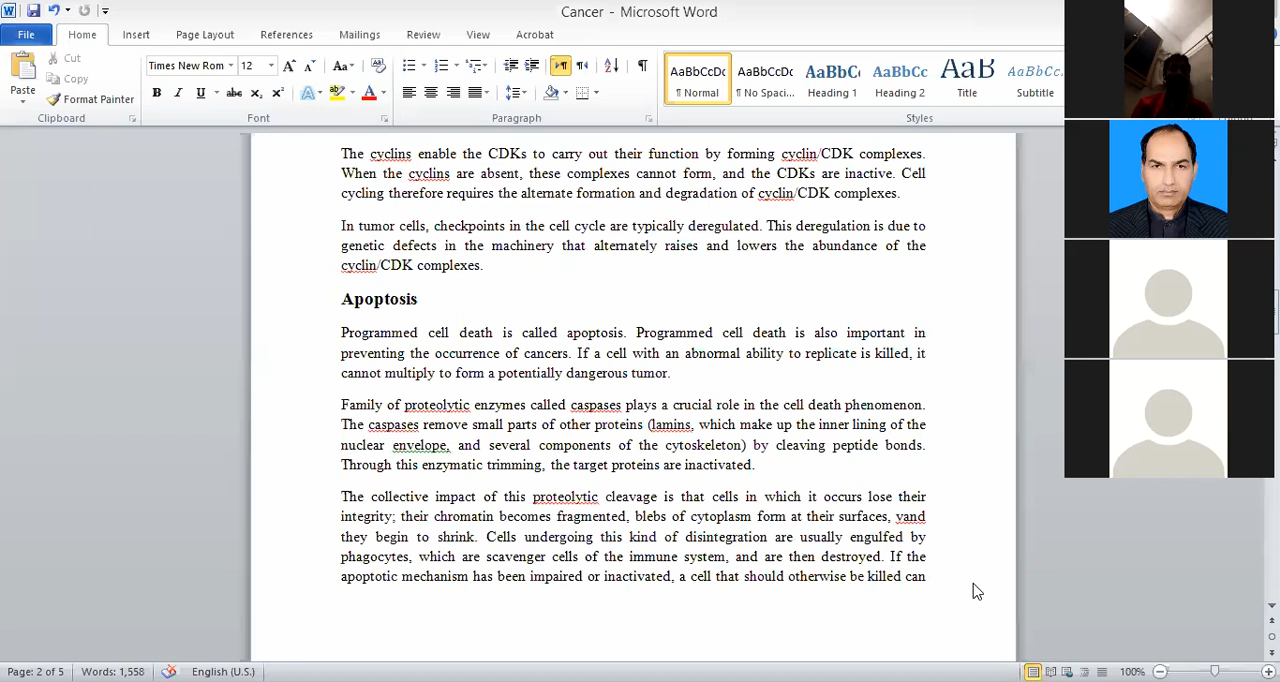 Cancer - Microsoft Word
File Home Insert Page Layout References Mailings Review View Acrobat
Cut
Copy
Format Painter
Paste
Times New Rom 12
AaBbCcDc AaBbCcDc AaBbC AaBbCc AaB AaBbCc.
¶ Normal ¶ No Spaci... Heading 1 Heading 2 Title Subtitle
Clipboard Font Paragraph Styles
The cyclins enable the CDKs to carry out their function by forming cyclin/CDK complexes.
When the cyclins are absent, these complexes cannot form, and the CDKs are inactive. Cell
cycling therefore requires the alternate formation and degradation of cyclin/CDK complexes.
In tumor cells, checkpoints in the cell cycle are typically deregulated. This deregulation is due to
genetic defects in the machinery that alternately raises and lowers the abundance of the
cyclin/CDK complexes.
Apoptosis
Programmed cell death is called apoptosis. Programmed cell death is also important in
preventing the occurrence of cancers. If a cell with an abnormal ability to replicate is killed, it
cannot multiply to form a potentially dangerous tumor.
Family of proteolytic enzymes called caspases plays a crucial role in the cell death phenomenon.
The caspases remove small parts of other proteins (lamins, which make up the inner lining of the
nuclear envelope, and several components of the cytoskeleton) by cleaving peptide bonds.
Through this enzymatic trimming, the target proteins are inactivated.
The collective impact of this proteolytic cleavage is that cells in which it occurs lose their
integrity; their chromatin becomes fragmented, blebs of cytoplasm form at their surfaces, vand
they begin to shrink. Cells undergoing this kind of disintegration are usually engulfed by
phagocytes, which are scavenger cells of the immune system, and are then destroyed. If the
apoptotic mechanism has been impaired or inactivated, a cell that should otherwise be killed can
Page: 2 of 5 Words: 1,558 English (U.S.) 100%